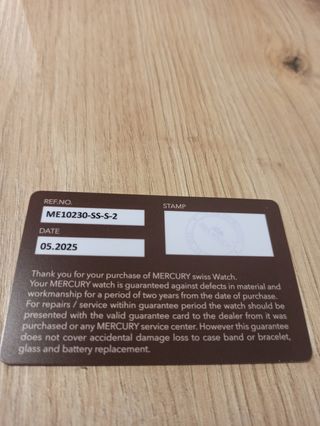 REF.NO.
STAMP
ME10230-SS-S-2
DATE
05.2025
Thank you for your purchase of MERCURY swiss Watch.
Your MERCURY watch is guaranteed against defects in material and
workmanship for a period of two years from the date of purchase.
For repairs / service witihin guarantee period the watch should be
presented with the valid guarantee card to the dealer from it was
purchased or any MERCURY service center. However this guarantee
does not cover accidental damage loss to case band or bracelet,
glass and battery replacement.